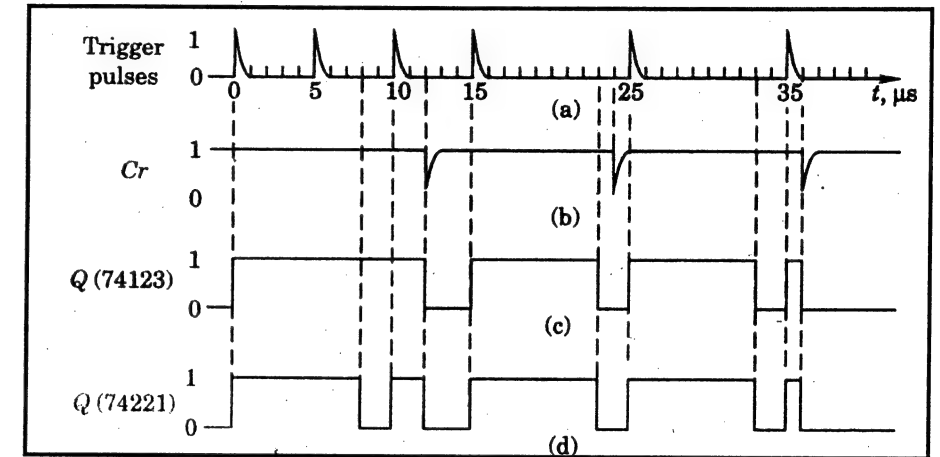 Trigger
pulses
1
0
0 5 10 15 25 35 t, μs
(a)
Cr
1
0
(b)
Q (74123)
1
0
(c)
Q (74221)
1
0
(d)